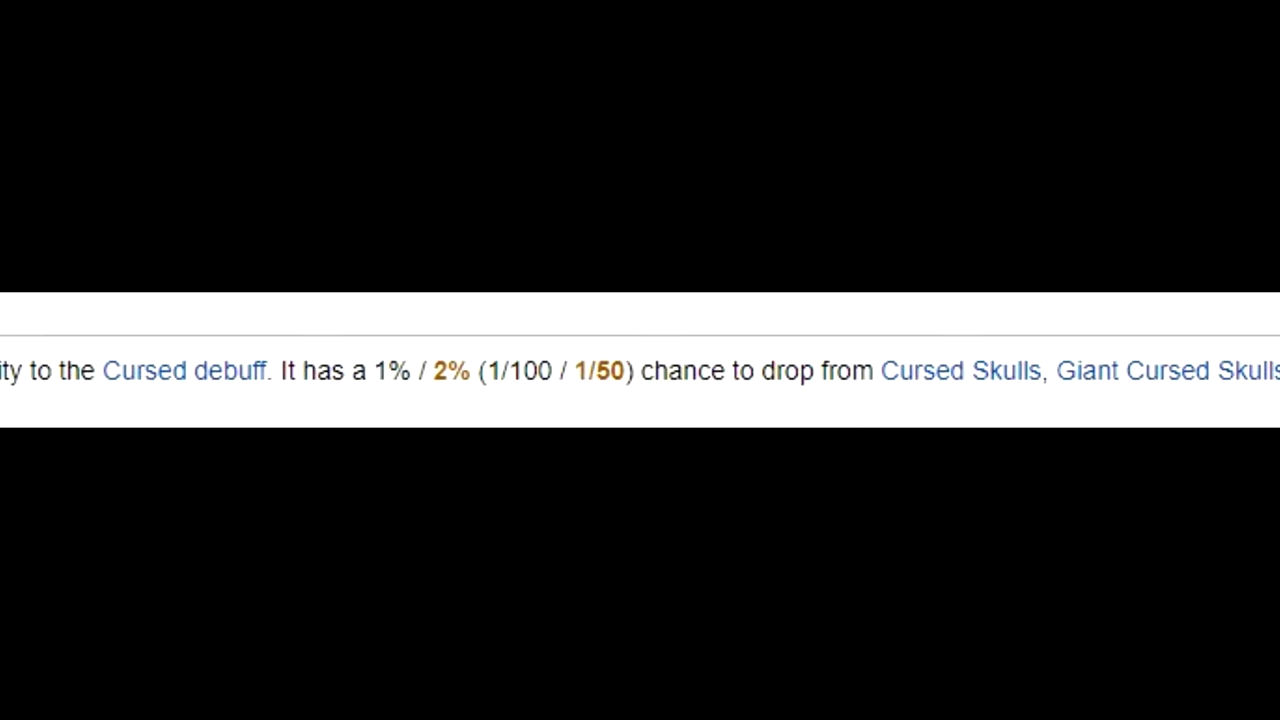 ity to the Cursed debuff. It has a 1% / 2% (1/100 / 1/50) chance to drop from Cursed Skulls, Giant Cursed Skulls